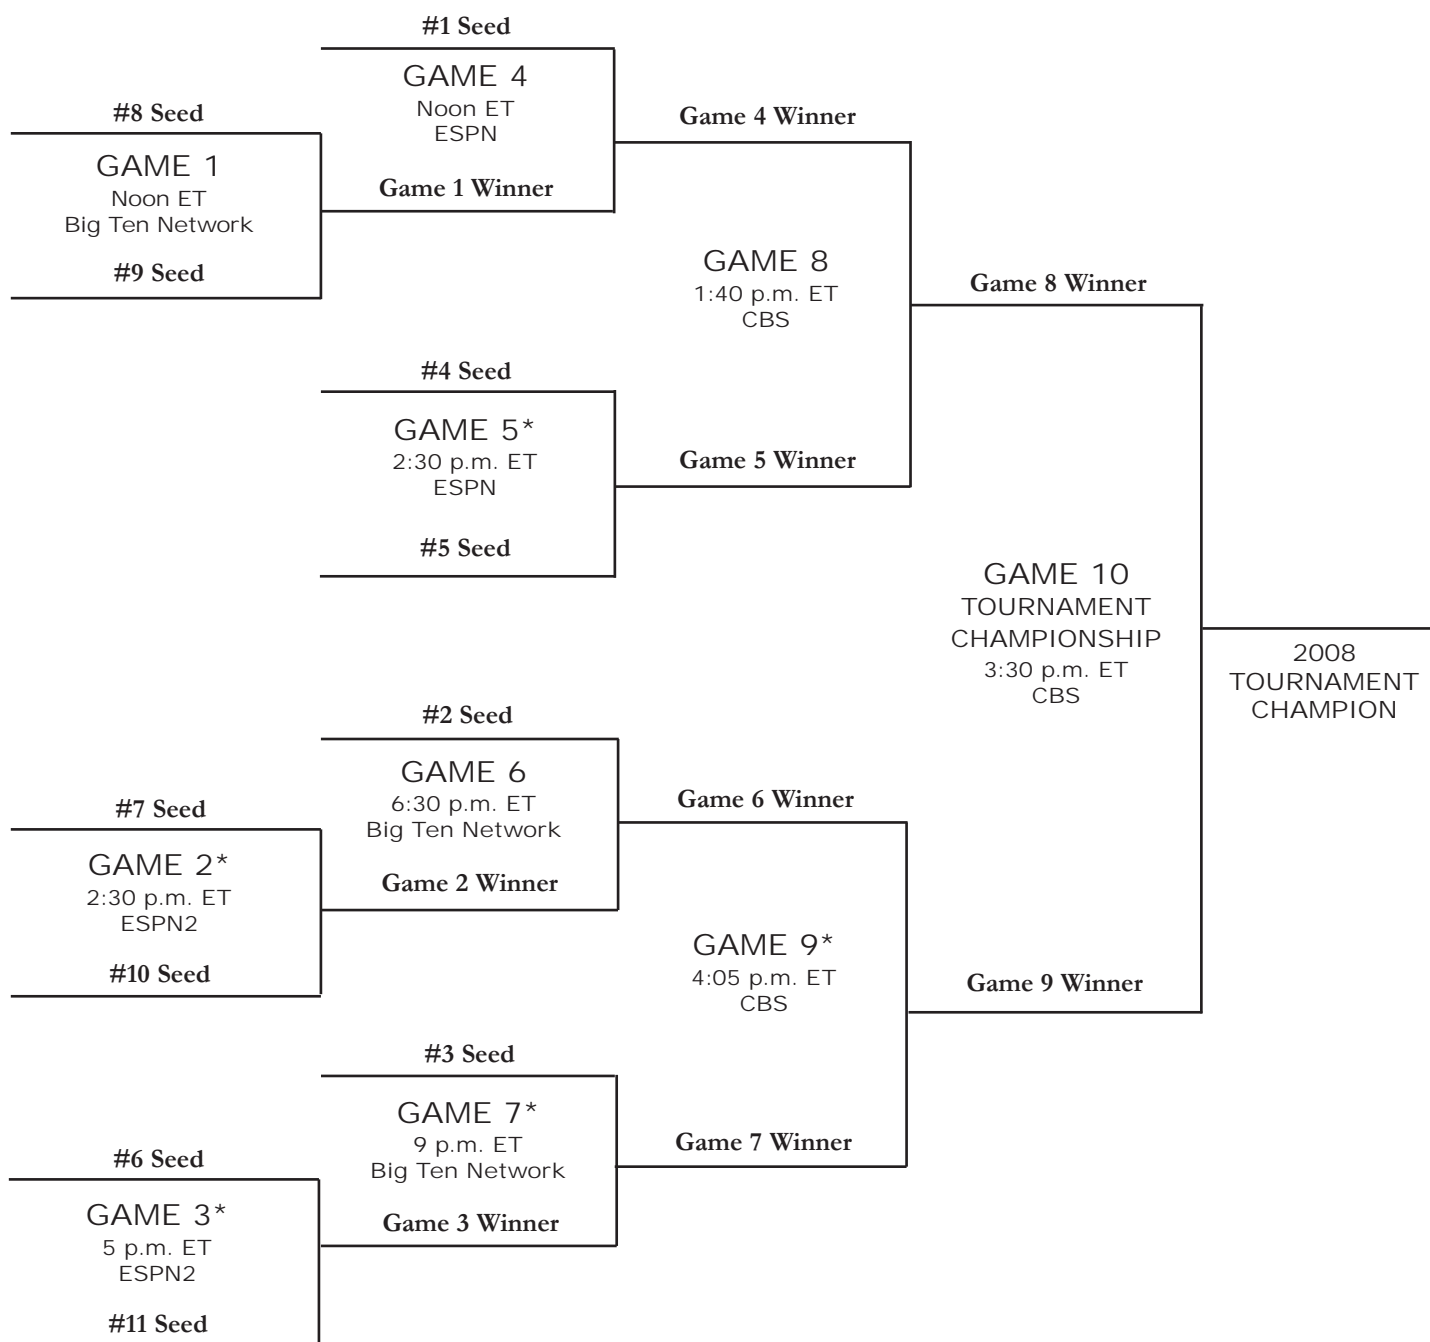 #1 Seed
GAME 4
Noon ET
ESPN
Game 1 Winner
#8 Seed
GAME 1
Noon ET
Big Ten Network
#9 Seed
Game 4 Winner
GAME 8
1:40 p.m. ET
CBS
Game 5 Winner
#4 Seed
GAME 5*
2:30 p.m. ET
ESPN
#5 Seed
Game 8 Winner
GAME 10
TOURNAMENT
CHAMPIONSHIP
3:30 p.m. ET
CBS
2008
TOURNAMENT
CHAMPION
#2 Seed
GAME 6
6:30 p.m. ET
Big Ten Network
Game 2 Winner
#7 Seed
GAME 2*
2:30 p.m. ET
ESPN2
#10 Seed
Game 6 Winner
GAME 9*
4:05 p.m. ET
CBS
Game 7 Winner
Game 9 Winner
#3 Seed
GAME 7*
9 p.m. ET
Big Ten Network
Game 3 Winner
#6 Seed
GAME 3*
5 p.m. ET
ESPN2
#11 Seed